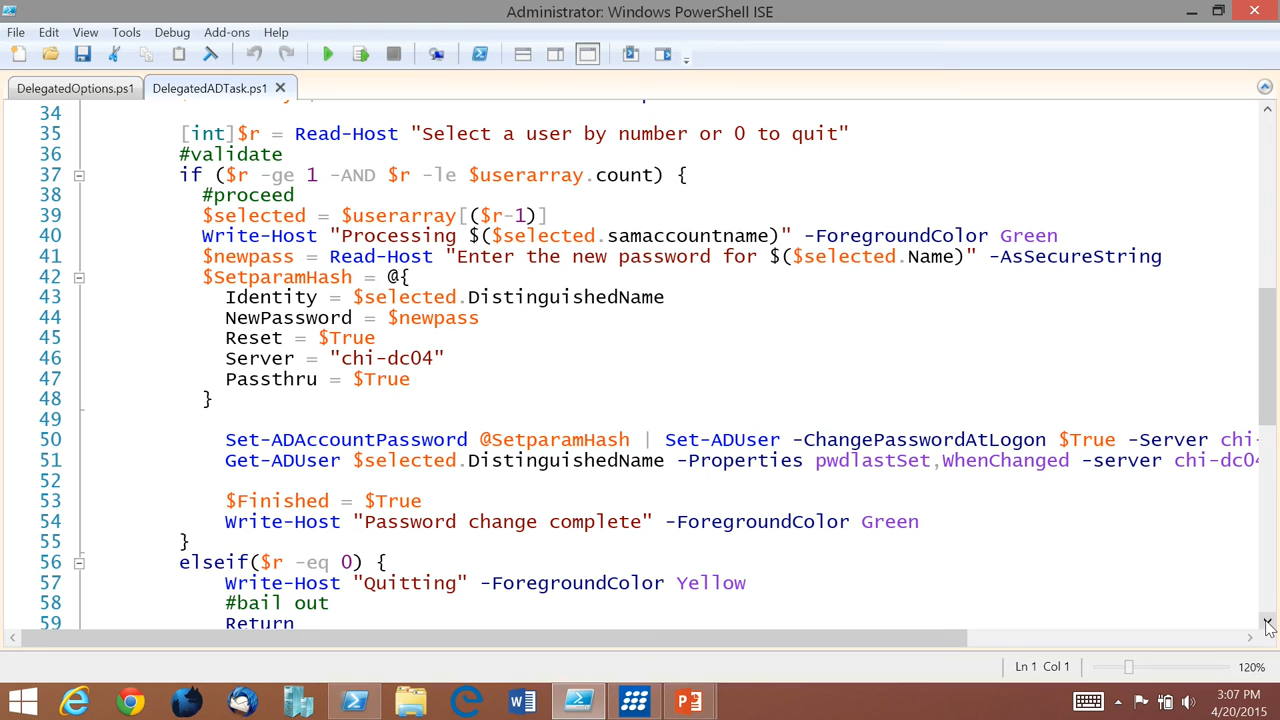 Administrator: Windows PowerShell ISE
File Edit View Tools Debug Add-ons Help
DelegatedOptions.ps1 DelegatedADTask.ps1
34
35 [int]$r = Read-Host "Select a user by number or 0 to quit"
36 #validate
37 if ($r -ge 1 -AND $r -le $userarray.count) {
38 #proceed
39 $selected = $userarray[($r-1)]
40 Write-Host "Processing $($selected.samaccountname)" -ForegroundColor Green
41 $newpass = Read-Host "Enter the new password for $($selected.Name)" -AsSecureString
42 $SetparamHash = @{
43 Identity = $selected.DistinguishedName
44 NewPassword = $newpass
45 Reset = $True
46 Server = "chi-dc04"
47 Passthru = $True
48 }
49
50 Set-ADAccountPassword @SetparamHash | Set-ADUser -ChangePasswordAtLogon $True -Server chi-
51 Get-ADUser $selected.DistinguishedName -Properties pwdlastSet,WhenChanged -server chi-dc04
52
53 $Finished = $True
54 Write-Host "Password change complete" -ForegroundColor Green
55 }
56 elseif($r -eq 0) {
57 Write-Host "Quitting" -ForegroundColor Yellow
58 #bail out
59 Return
Ln 1 Col 1 120%
3:07 PM
4/20/2015